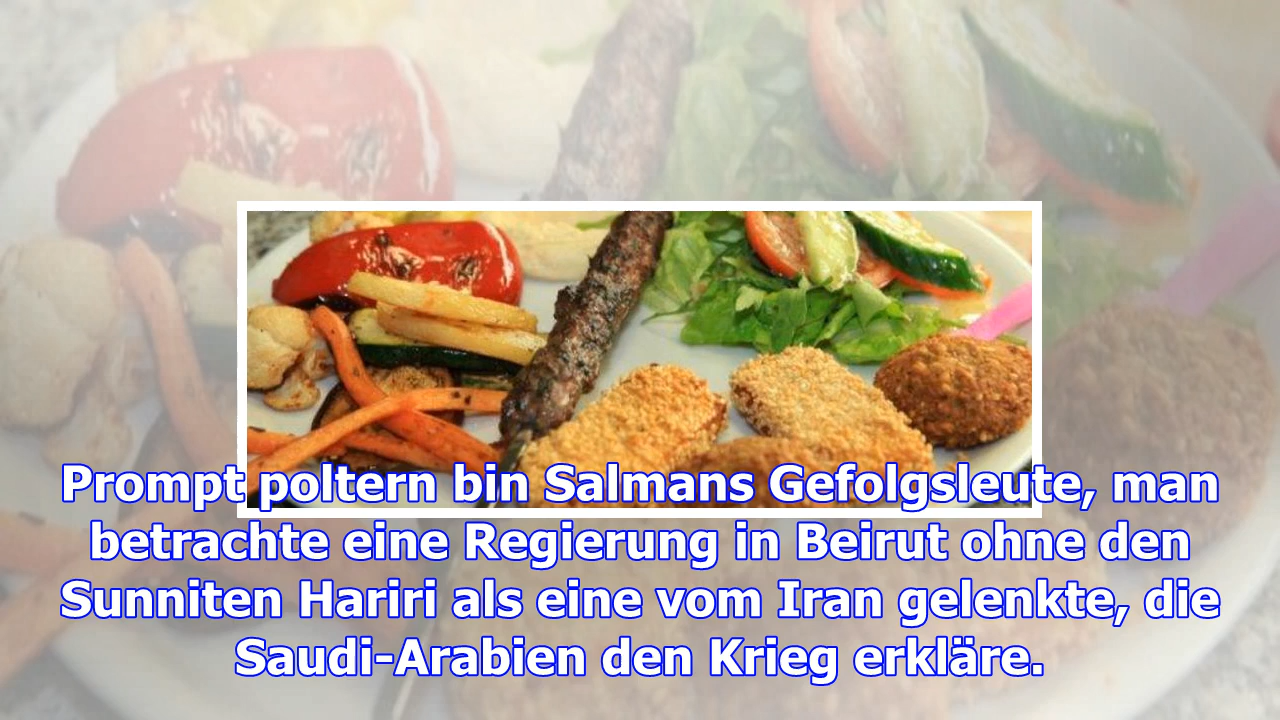 Prompt poltern bin Salmans Gefolgsleute, man
betrachte eine Regierung in Beirut ohne den
Sunniten Hariri als eine vom Iran gelenkte, die
Saudi-Arabien den Krieg erkläre.